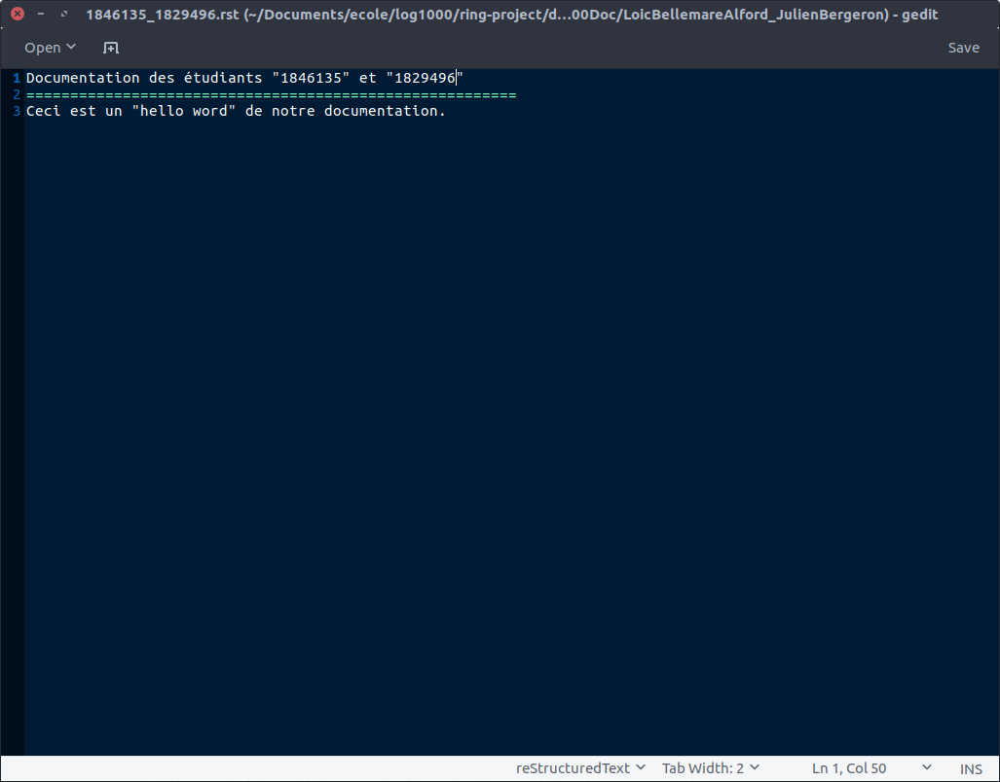 1846135_1829496.rst (~/Documents/ecole/log1000/ring-project/d...00Doc/LoicBellemareAlford_JulienBergeron) - gedit
Open Save
1 Documentation des étudiants "1846135" et "1829496"
2 ========================================================
3 Ceci est un "hello word" de notre documentation.
reStructuredText Tab Width: 2 Ln 1, Col 50 INS